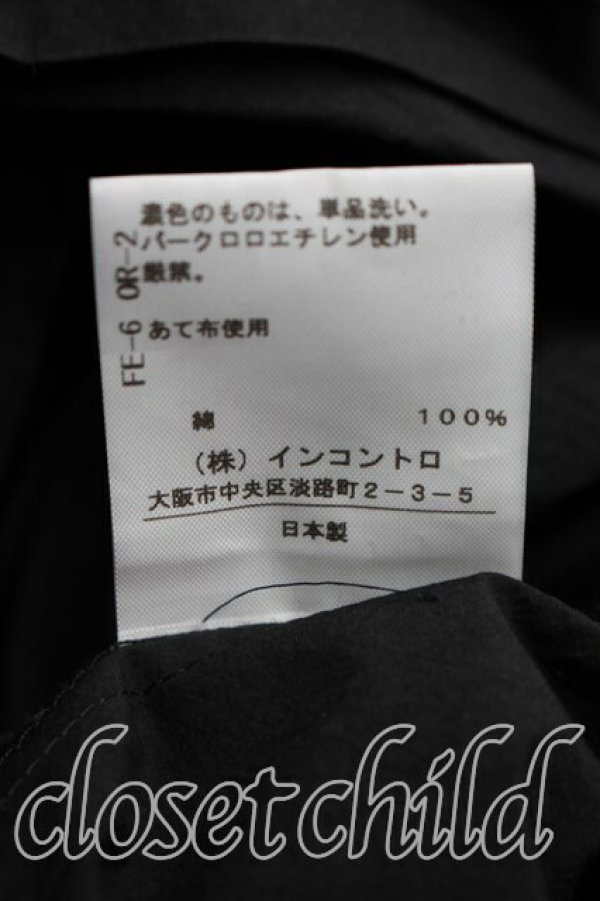 濃色のものは、単品洗い。
パークロロエチレン使用
厳禁。
FE-6 OR-2
あて布使用
綿 100%
（株）インコントロ
大阪市中央区淡路町2-3-5
日本製
closet child